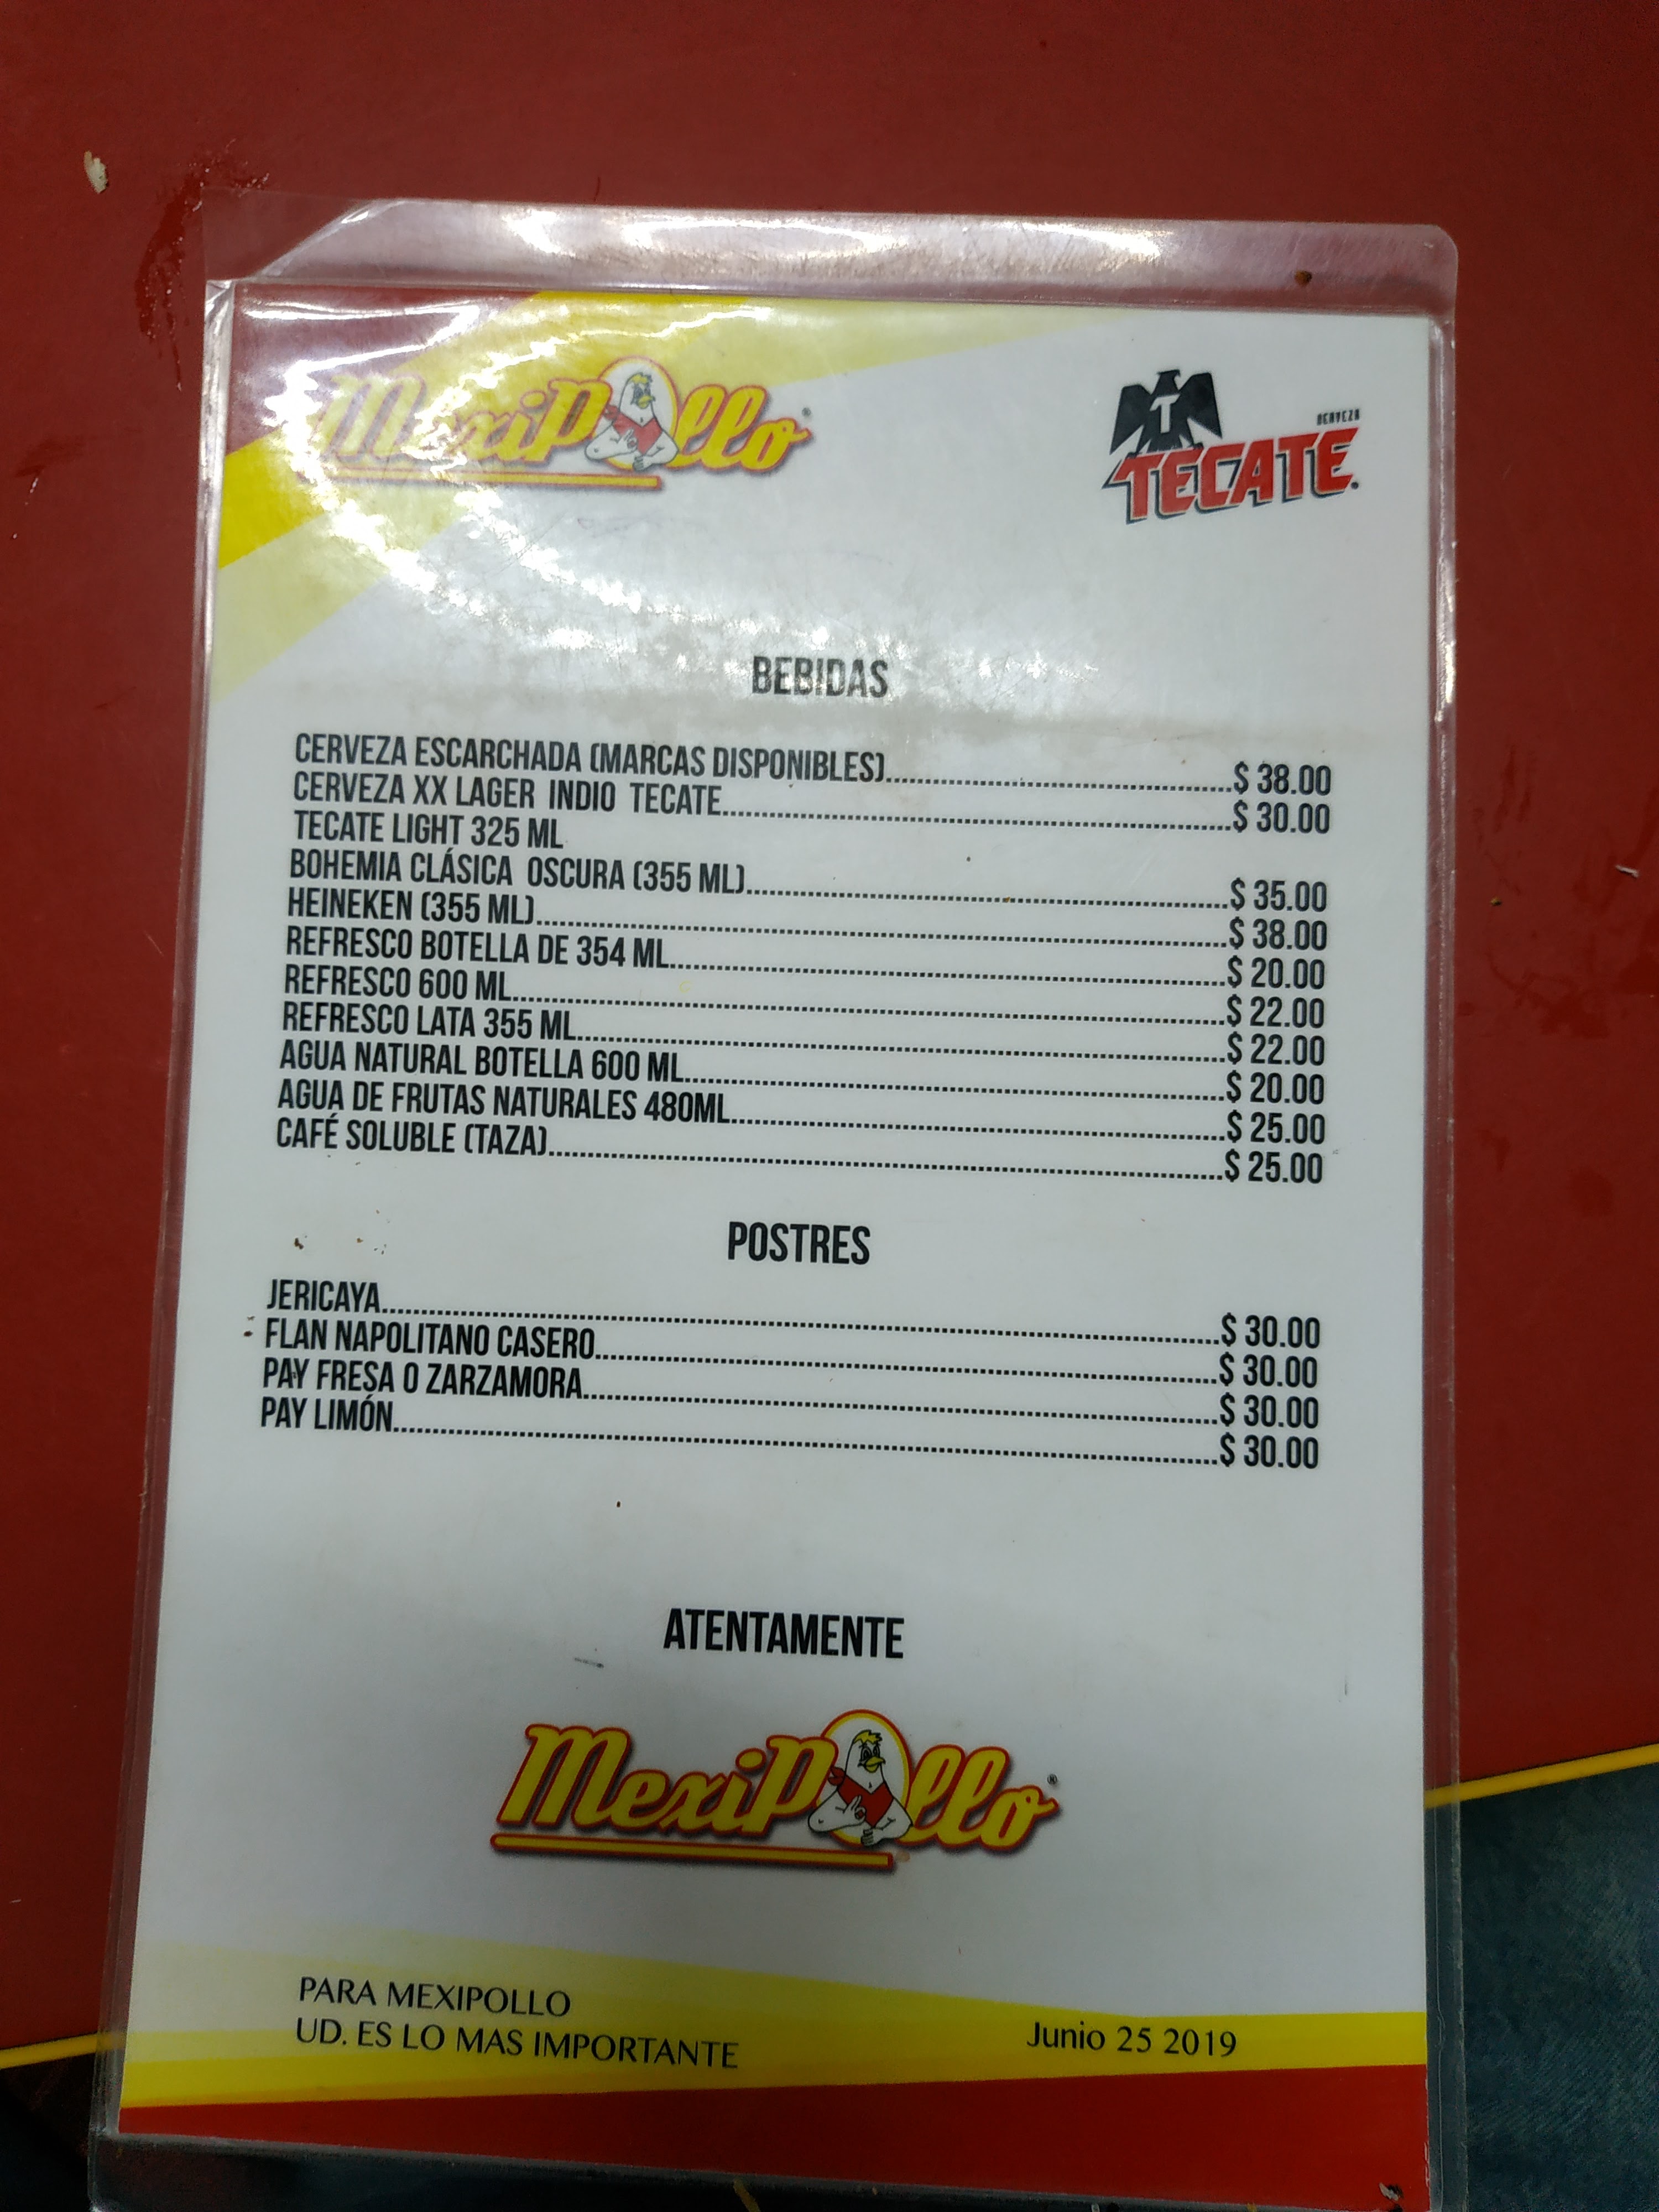 MexiPollo
CERVEZA
TECATE
BEBIDAS
CERVEZA ESCARCHADA (MARCAS DISPONIBLES)........$ 38.00
CERVEZA XX LAGER INDIO TECATE........$ 30.00
TECATE LIGHT 325 ML
BOHEMIA CLÁSICA OSCURA (355 ML)........$ 35.00
HEINEKEN (355 ML)........$ 38.00
REFRESCO BOTELLA DE 354 ML........$ 20.00
REFRESCO 600 ML........$ 22.00
REFRESCO LATA 355 ML........$ 22.00
AGUA NATURAL BOTELLA 600 ML........$ 20.00
AGUA DE FRUTAS NATURALES 480ML........$ 25.00
CAFÉ SOLUBLE (TAZA)........$ 25.00
POSTRES
JERICAYA........$ 30.00
FLAN NAPOLITANO CASERO........$ 30.00
PAY FRESA O ZARZAMORA........$ 30.00
PAY LIMÓN........$ 30.00
ATENTAMENTE
MexiPollo®
PARA MEXIPOLLO
UD. ES LO MAS IMPORTANTE
Junio 25 2019